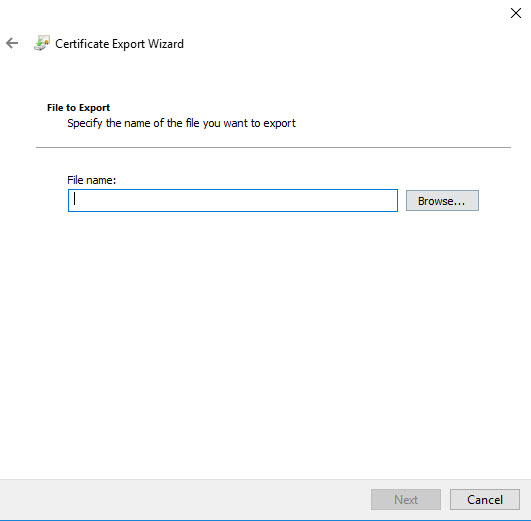 Certificate Export Wizard
File to Export
Specify the name of the file you want to export
File name:
Browse...
Next
Cancel